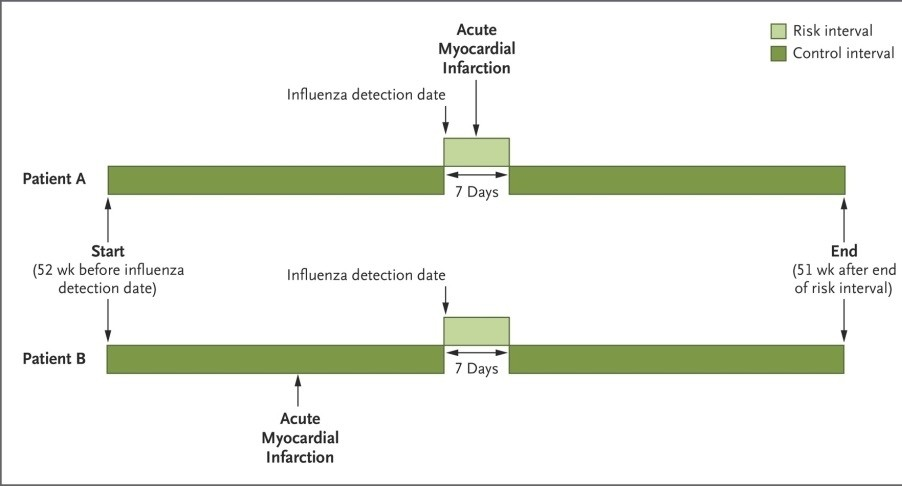 Acute
Myocardial
Infarction
Risk interval
Control interval
Influenza detection date
Patient A
7 Days
Start
(52 wk before influenza
detection date)
End
(51 wk after end
of risk interval)
Influenza detection date
Patient B
7 Days
Acute
Myocardial
Infarction